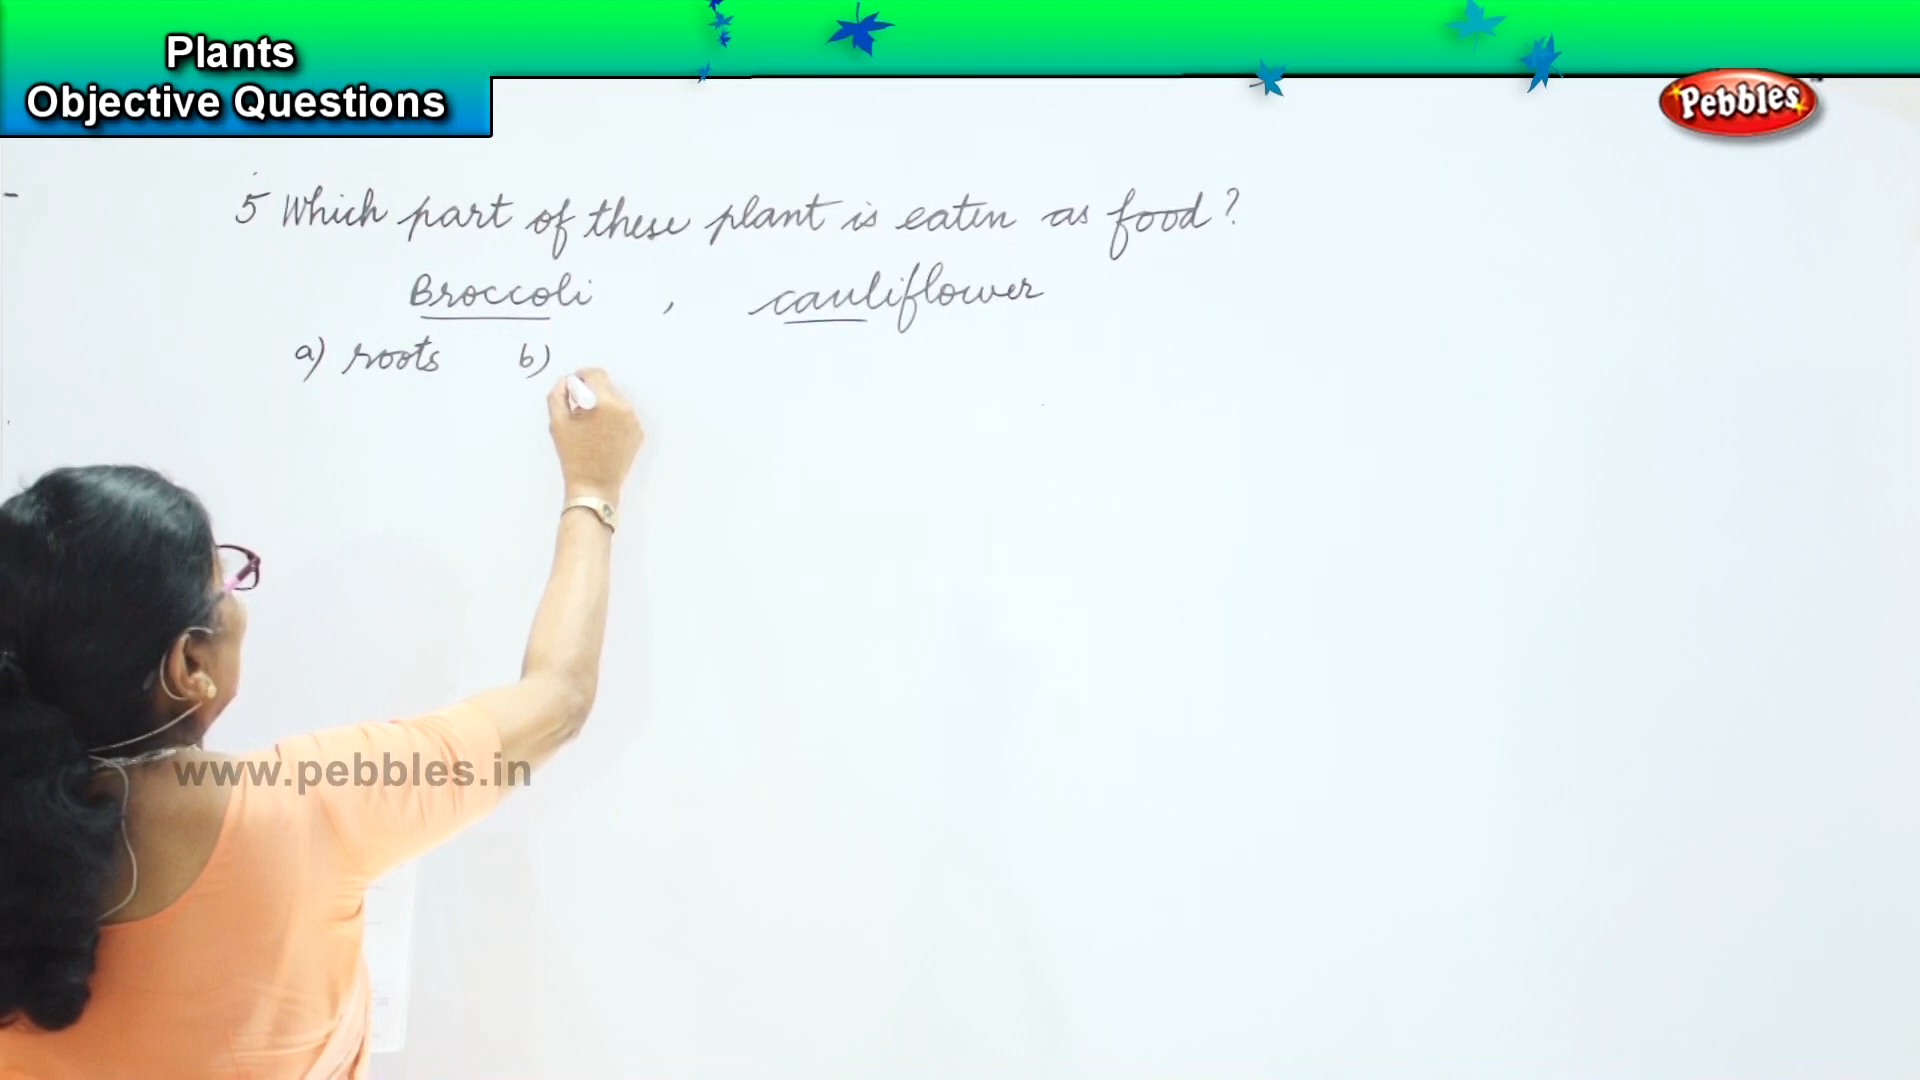 Plants
Objective Questions
Pebbles
5 Which part of these plant is eaten as food?
Broccoli , cauliflower
a) roots b)
www.pebbles.in